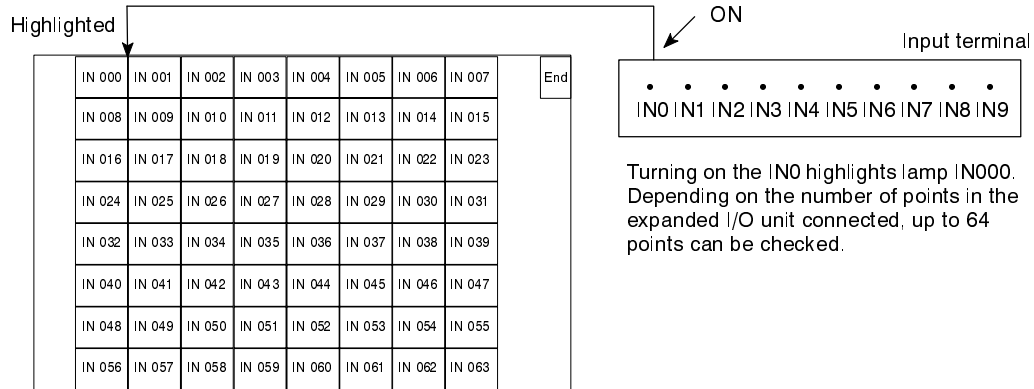 Highlighted
ON
Input terminal
IN 000 IN 001 IN 002 IN 003 IN 004 IN 005 IN 006 IN 007 End
IN 008 IN 009 IN 010 IN 011 IN 012 IN 013 IN 014 IN 015
IN 016 IN 017 IN 018 IN 019 IN 020 IN 021 IN 022 IN 023
IN 024 IN 025 IN 026 IN 027 IN 028 IN 029 IN 030 IN 031
IN 032 IN 033 IN 034 IN 035 IN 036 IN 037 IN 038 IN 039
IN 040 IN 041 IN 042 IN 043 IN 044 IN 045 IN 046 IN 047
IN 048 IN 049 IN 050 IN 051 IN 052 IN 053 IN 054 IN 055
IN 056 IN 057 IN 058 IN 059 IN 060 IN 061 IN 062 IN 063
IN0 IN1 IN2 IN3 IN4 IN5 IN6 IN7 IN8 IN9
Turning on the IN0 highlights lamp IN000.
Depending on the number of points in the
expanded I/O unit connected, up to 64
points can be checked.